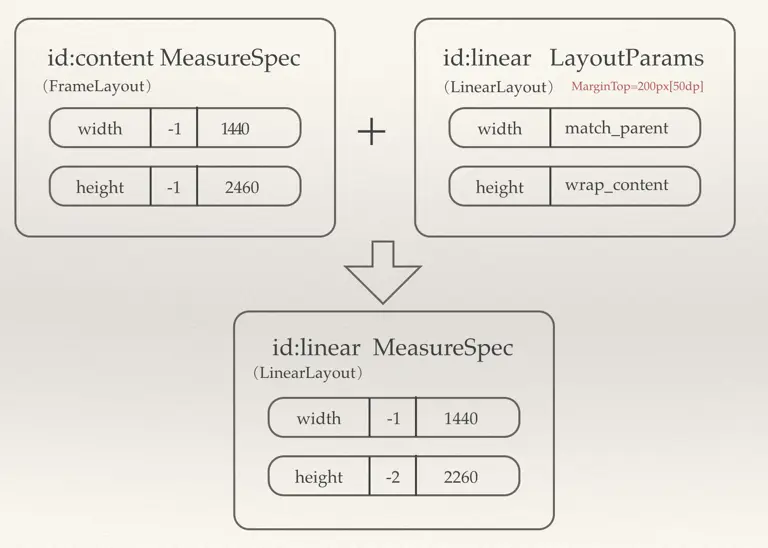 id:content MeasureSpec
(FrameLayout)
width -1 1440
height -1 2460
+
id:linear LayoutParams
(LinearLayout) MarginTop=200px[50dp]
width match_parent
height wrap_content
id:linear MeasureSpec
(LinearLayout)
width -1 1440
height -2 2260